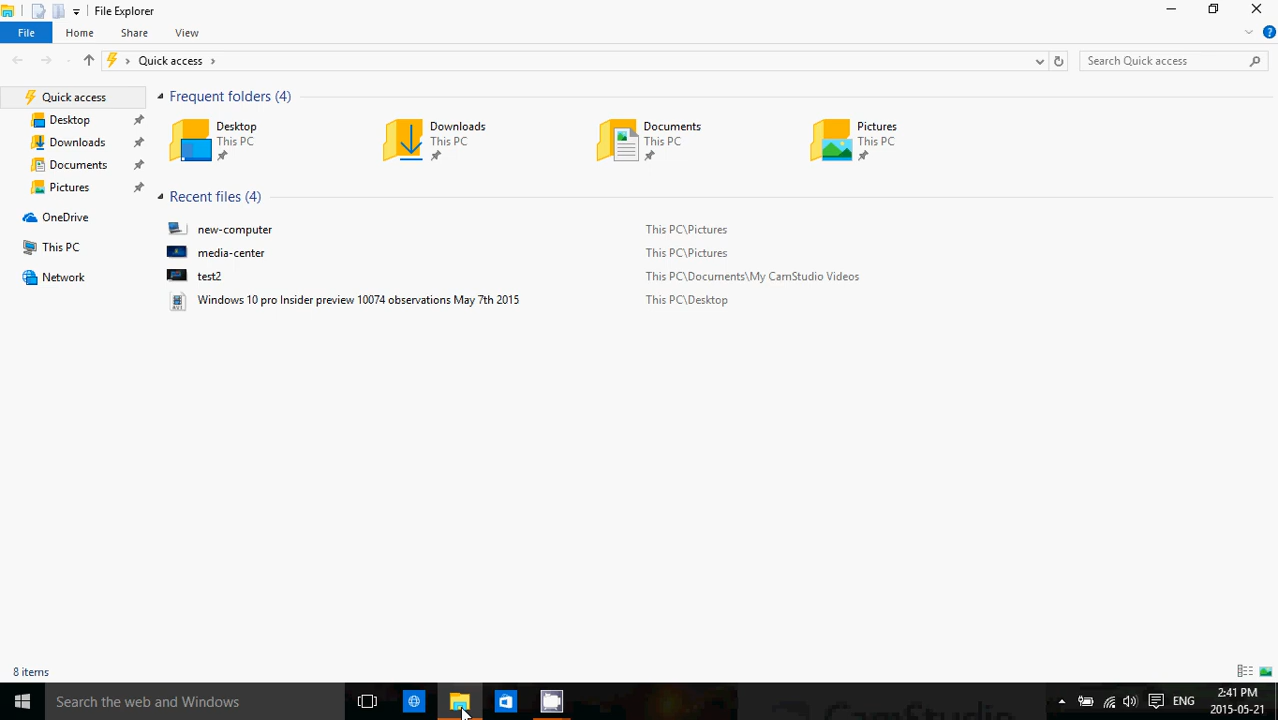 File Explorer
File Home Share View
Quick access Search Quick access
Quick access
Desktop
Downloads
Documents
Pictures
OneDrive
This PC
Network
Frequent folders (4)
Desktop
This PC
Downloads
This PC
Documents
This PC
Pictures
This PC
Recent files (4)
new-computer This PC\Pictures
media-center This PC\Pictures
test2 This PC\Documents\My CamStudio Videos
Windows 10 pro Insider preview 10074 observations May 7th 2015 This PC\Desktop
8 items
Search the web and Windows
CamStudio
ENG
2:41 PM
2015-05-21